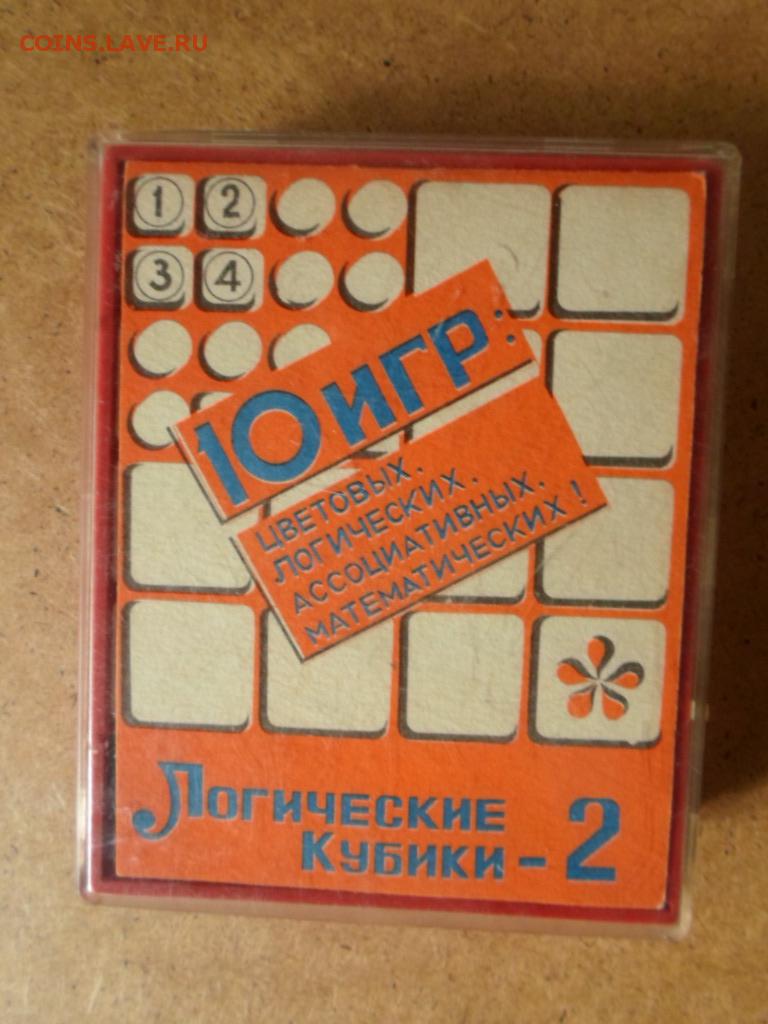 COINS.LAVE.RU
1 2
3 4
10 ИГР:
ЦВЕТОВЫХ,
ЛОГИЧЕСКИХ,
АССОЦИАТИВНЫХ,
МАТЕМАТИЧЕСКИХ!
ЛОГИЧЕСКИЕ
КУБИКИ - 2